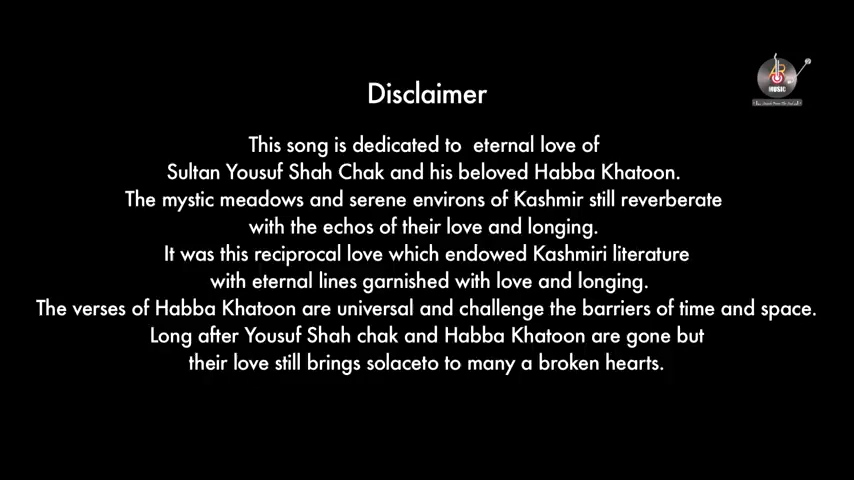 Disclaimer
MUSIC
This song is dedicated to eternal love of
Sultan Yousuf Shah Chak and his beloved Habba Khatoon.
The mystic meadows and serene environs of Kashmir still reverberate
with the echos of their love and longing.
It was this reciprocal love which endowed Kashmiri literature
with eternal lines garnished with love and longing.
The verses of Habba Khatoon are universal and challenge the barriers of time and space.
Long after Yousuf Shah chak and Habba Khatoon are gone but
their love still brings solaceto to many a broken hearts.